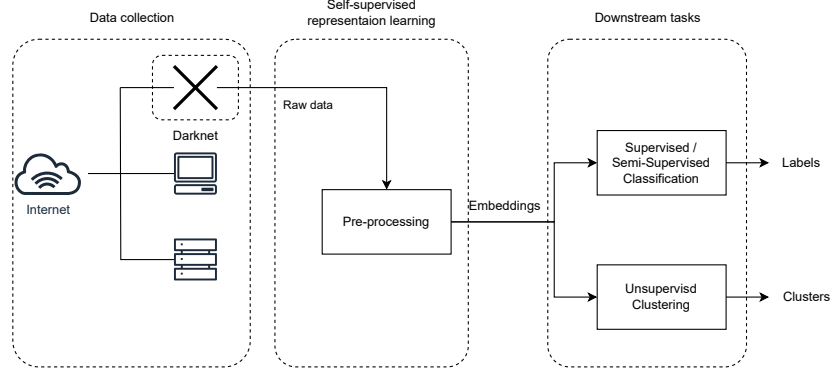 Data collection
Self-supervised
representaion learning
Downstream tasks
Raw data
Darknet
Internet
Pre-processing
Embeddings
Supervised /
Semi-Supervised
Classification
Labels
Unsupervisd
Clustering
Clusters